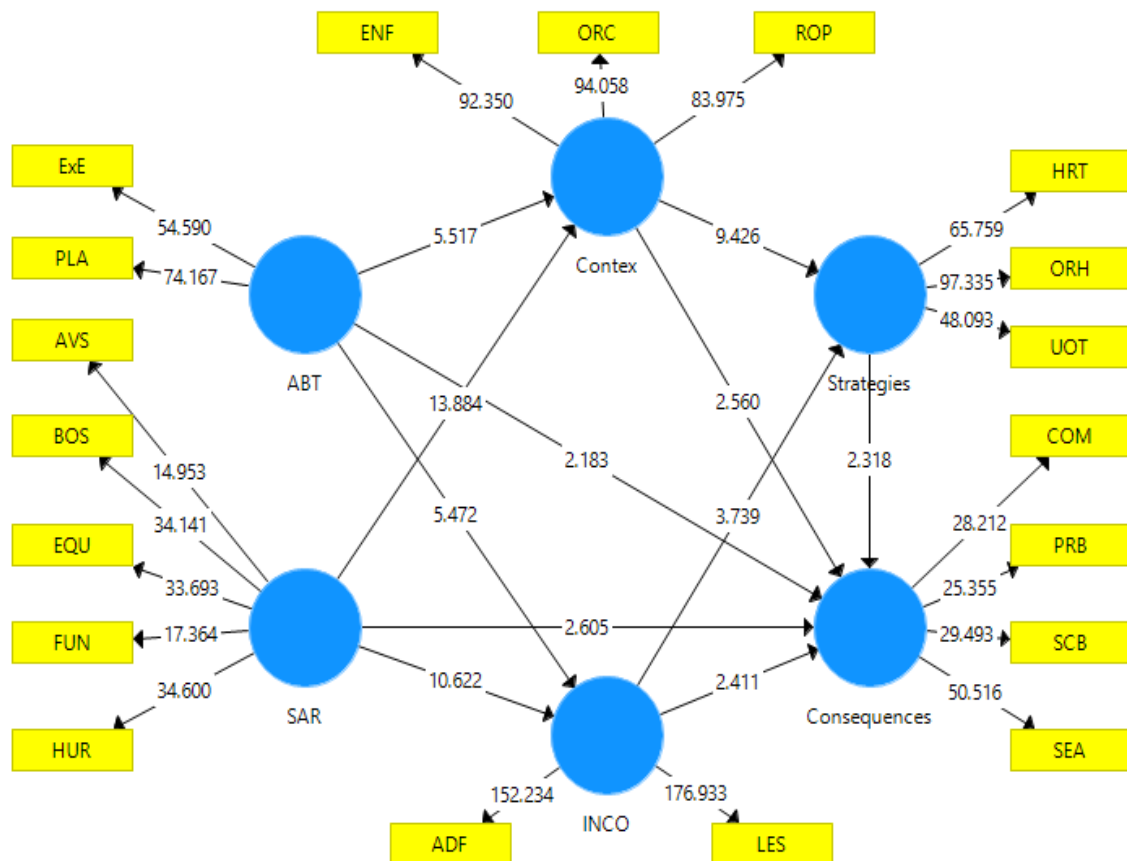 ENF
ORC
ROP
92.350
94.058
83.975
ExE
HRT
54.590
65.759
PLA
5.517
9.426
ORH
74.167
97.335
Contex
48.093
AVS
UOT
ABT
Strategies
13.884
2.560
BOS
COM
2.183
2.318
14.953
5.472
3.739
28.212
34.141
EQU
PRB
33.693
25.355
FUN
17.364
2.605
29.493
SCB
34.600
10.622
2.411
50.516
SAR
Consequences
HUR
SEA
152.234
176.933
INCO
ADF
LES